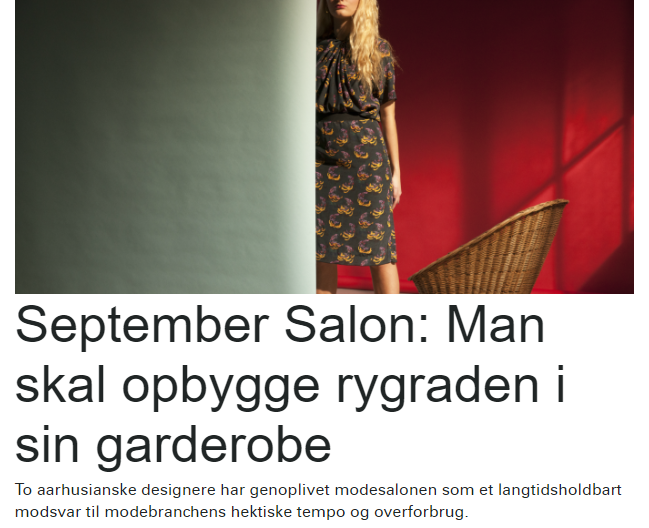 September Salon: Man
skal opbygge rygraden i
sin garderobe
To aarhusianske designere har genoplivet modesalonen som et langtidsholdbart
modsvar til modebranchens hektiske tempo og overforbrug.